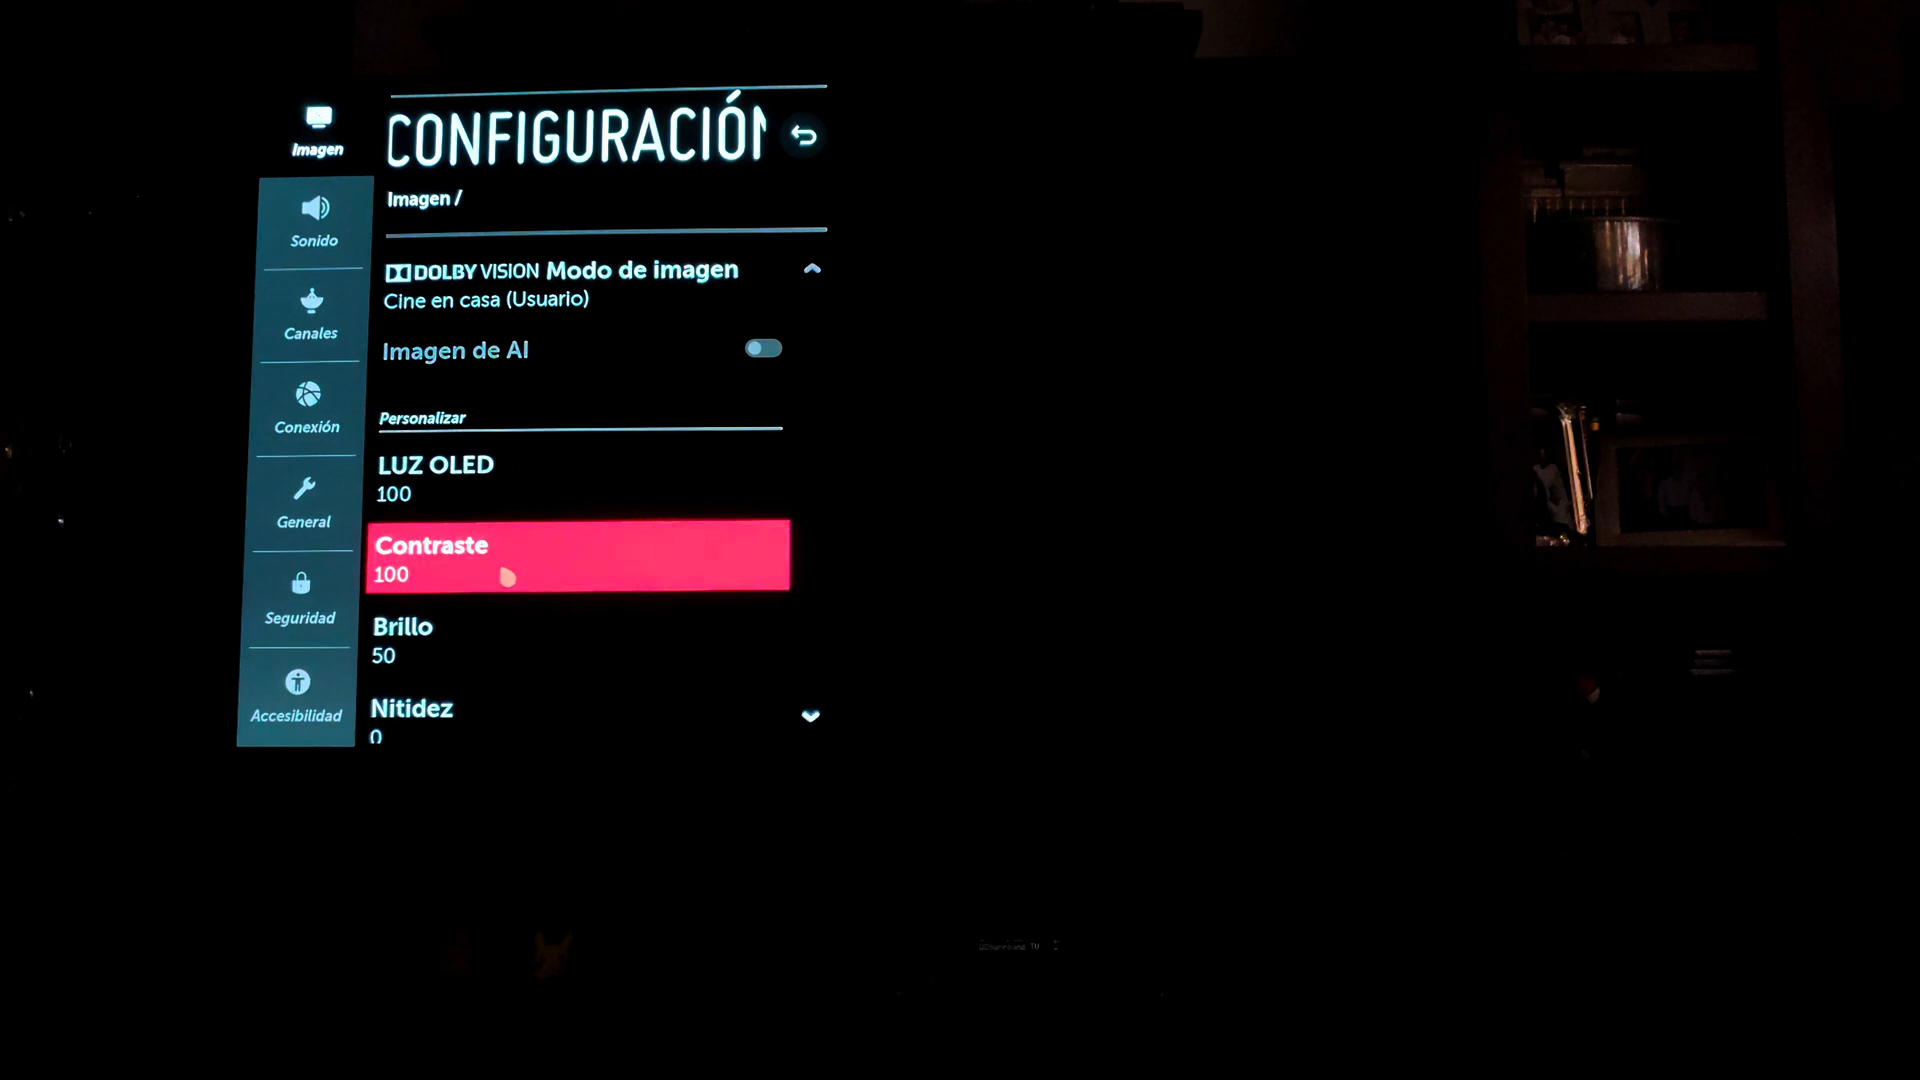 Imagen
Sonido
Canales
Conexión
General
Seguridad
Accesibilidad
CONFIGURACIÓN
Imagen /
DOLBY VISION Modo de imagen
Cine en casa (Usuario)
Imagen de AI
Personalizar
LUZ OLED
100
Contraste
100
Brillo
50
Nitidez
0